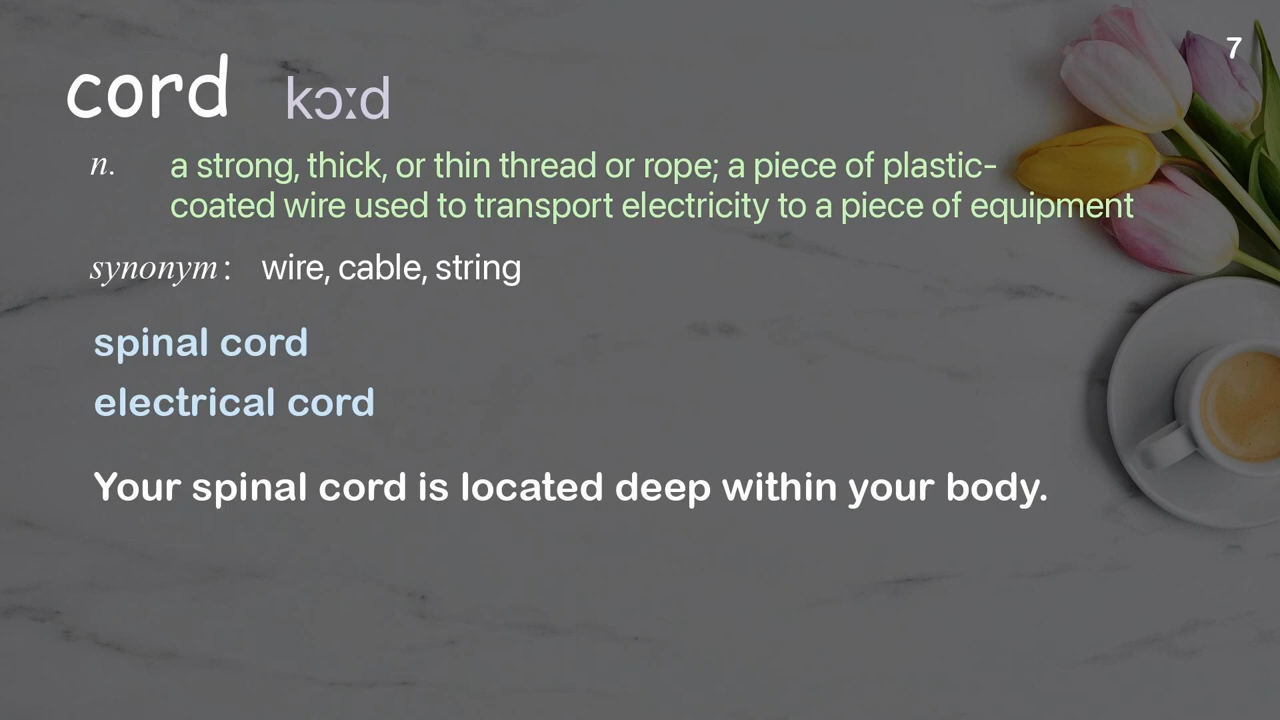 7
cord kɔːd
n. a strong, thick, or thin thread or rope; a piece of plastic-
coated wire used to transport electricity to a piece of equipment
synonym: wire, cable, string
spinal cord
electrical cord
Your spinal cord is located deep within your body.